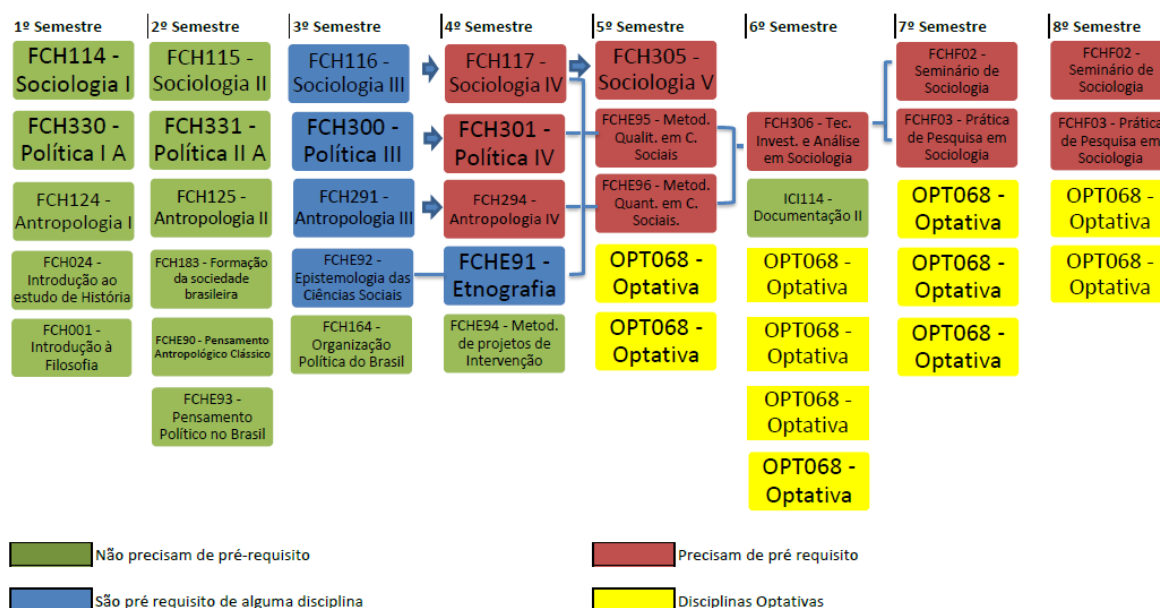 1º Semestre
2º Semestre
3º Semestre
4º Semestre
5º Semestre
6º Semestre
7º Semestre
8º Semestre
FCH114 -
Sociologia I
FCH115 -
Sociologia II
FCH116 -
Sociologia III
FCH117 -
Sociologia IV
FCH305 -
Sociologia V
FCHF02 -
Seminário de
Sociologia
FCHF02 -
Seminário de
Sociologia
FCH330 -
Política I A
FCH331 -
Política II A
FCH300 -
Política III
FCH301 -
Política IV
FCHE95 - Metod.
Qualit. em C.
Sociais
FCH306 - Tec.
Invest. e Análise
em Sociologia
FCHF03 - Prática
de Pesquisa em
Sociologia
FCHF03 - Prática
de Pesquisa em
Sociologia
FCH124 -
Antropologia I
FCH125 -
Antropologia II
FCH291 -
Antropologia III
FCH294 -
Antropologia IV
FCHE96 - Metod.
Quant. em C.
Sociais.
ICI114 -
Documentação II
OPT068 -
Optativa
OPT068 -
Optativa
FCH024 -
Introdução ao
estudo de História
FCH183 - Formação
da sociedade
brasileira
FCHE92 -
Epistemologia das
Ciências Sociais
FCHE91 -
Etnografia
OPT068 -
Optativa
OPT068 -
Optativa
OPT068 -
Optativa
OPT068 -
Optativa
FCH001 -
Introdução à
Filosofia
FCHE90 - Pensamento
Antropológico Clássico
FCH164 -
Organização
Política do Brasil
FCHE94 - Metod.
de projetos de
Intervenção
OPT068 -
Optativa
OPT068 -
Optativa
OPT068 -
Optativa
FCHE93 -
Pensamento
Político no Brasil
OPT068 -
Optativa
OPT068 -
Optativa
Não precisam de pré-requisito
Precisam de pré requisito
São pré requisito de alguma disciplina
Disciplinas Optativas